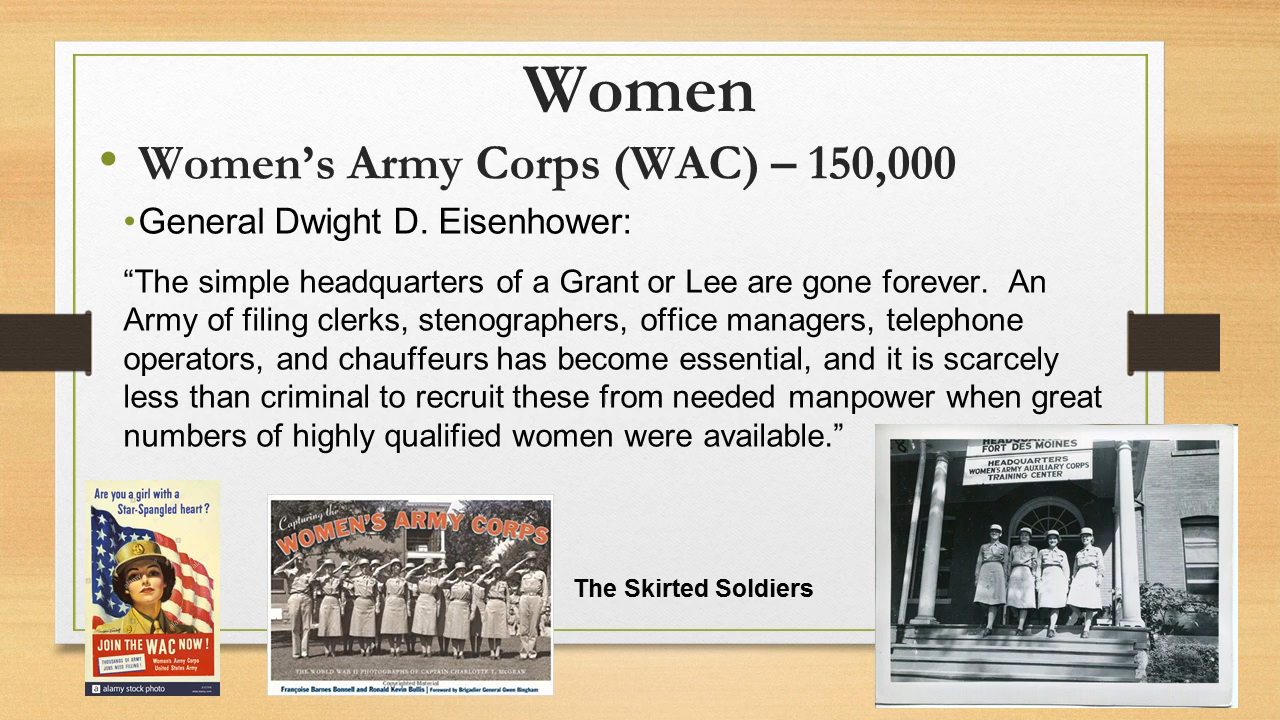 Women
• Women’s Army Corps (WAC) – 150,000
• General Dwight D. Eisenhower:
“The simple headquarters of a Grant or Lee are gone forever.  An
Army of filing clerks, stenographers, office managers, telephone
operators, and chauffeurs has become essential, and it is scarcely
less than criminal to recruit these from needed manpower when great
numbers of highly qualified women were available.”
HEADQUARTERS
FORT DES MOINES
HEADQUARTERS
WOMEN'S ARMY AUXILIARY CORPS
TRAINING CENTER
Are you a girl with a
Star-Spangled heart?
JOIN THE WAC NOW!
THOUSANDS OF ARMY
JOBS NEED FILLING!
Women's Army Corps
United States Army
a alamy stock photo
Capturing the
WOMEN'S ARMY CORPS
THE WORLD WAR II PHOTOGRAPHS OF CAPTAIN CHARLOTTE T. MCGRAW
Copyrighted Material
Françoise Barnes Bonnell and Ronald Kevin Bullis | Foreword by Brigadier General Gwen Bingham
The Skirted Soldiers